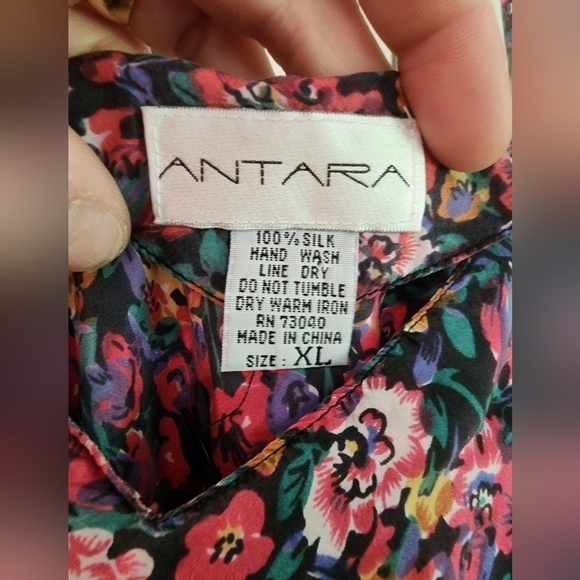 ANTARA
100% SILK
HAND WASH
LINE DRY
DO NOT TUMBLE
DRY WARM IRON
RN 73040
MADE IN CHINA
SIZE : XL